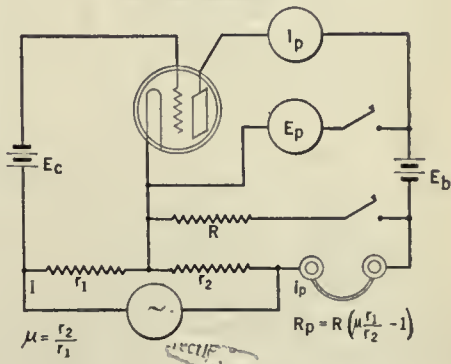 Ip
Ep
Ec
Eb
R
I
r1
r2
ip
~
μ = r2/r1
Rp = R (μ r1/r2 - 1)